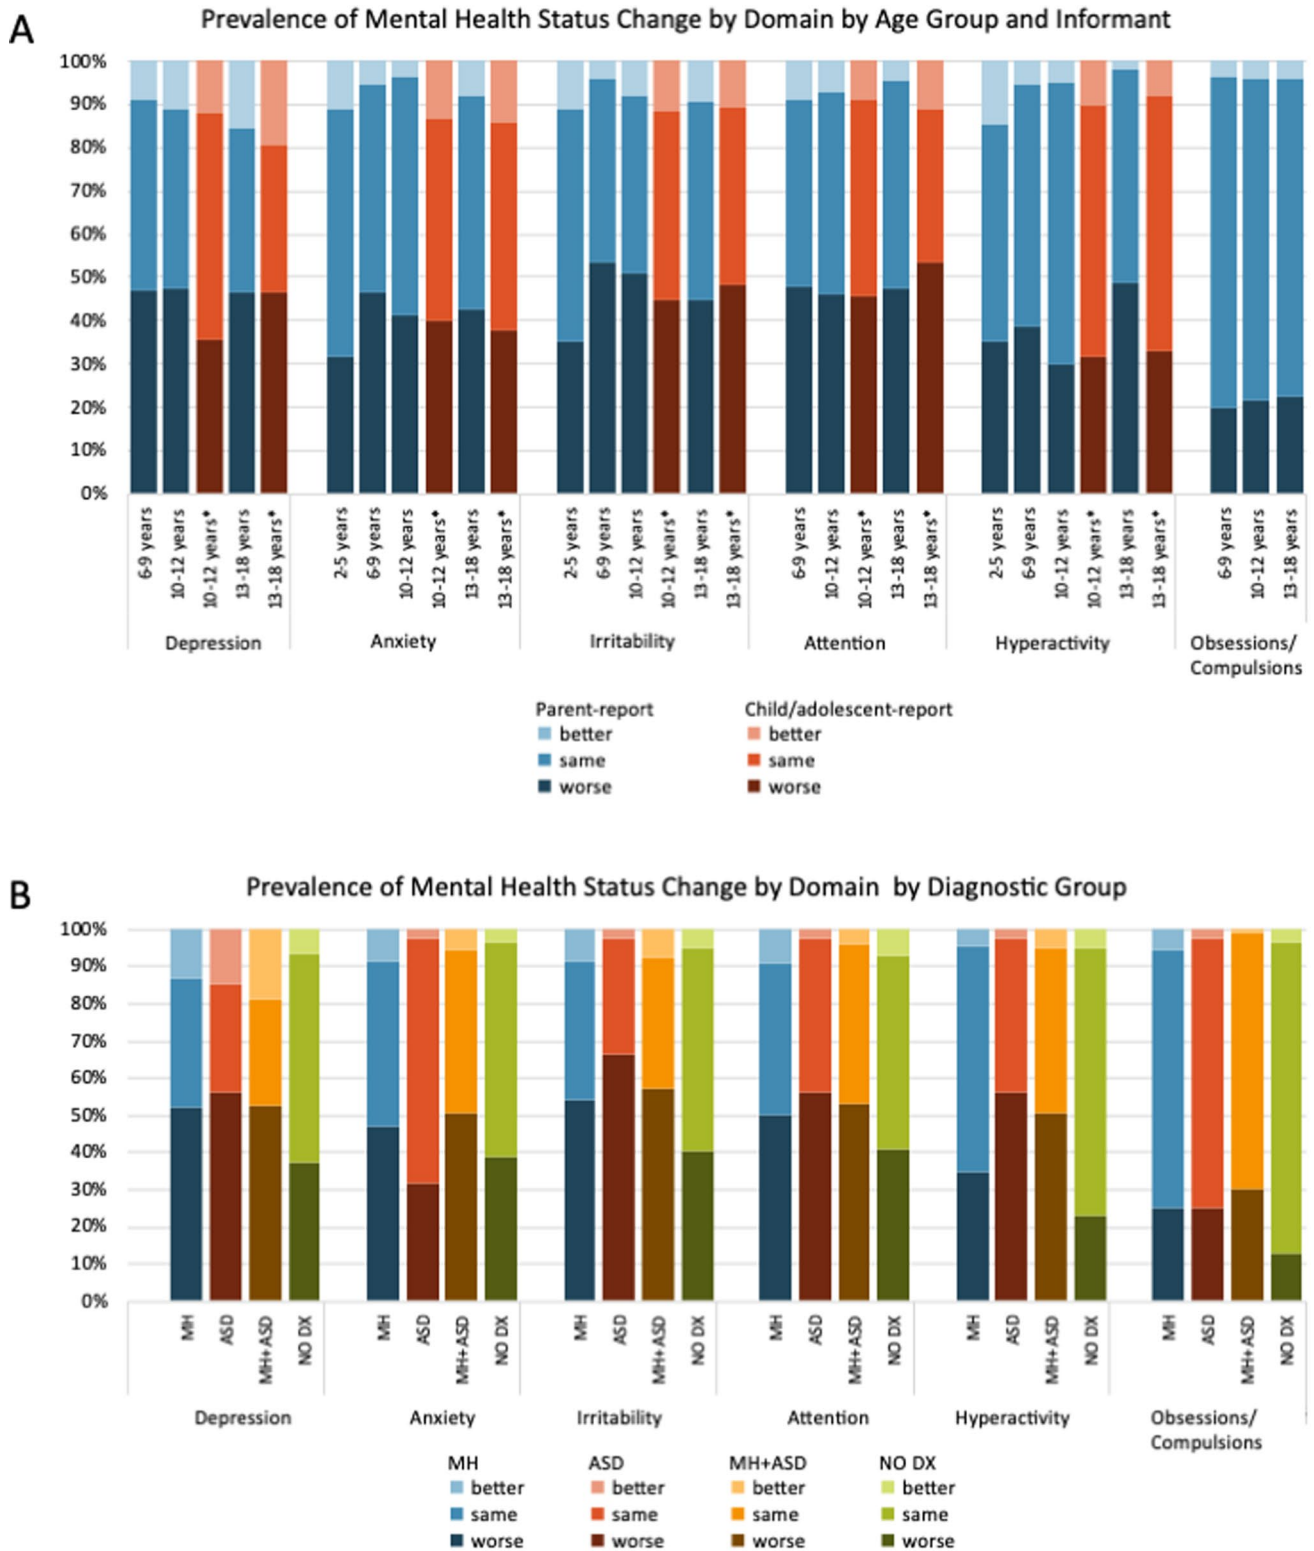 A
Prevalence of Mental Health Status Change by Domain by Age Group and Informant
100%
90%
80%
70%
60%
50%
40%
30%
20%
10%
0%
6-9 years
10-12 years
10-12 years*
13-18 years
13-18 years*
2-5 years
6-9 years
10-12 years
10-12 years*
13-18 years
13-18 years*
2-5 years
6-9 years
10-12 years
10-12 years*
13-18 years
13-18 years*
6-9 years
10-12 years
10-12 years*
13-18 years
13-18 years*
2-5 years
6-9 years
10-12 years
10-12 years*
13-18 years
13-18 years*
6-9 years
10-12 years
13-18 years
Depression
Anxiety
Irritability
Attention
Hyperactivity
Obsessions/
Compulsions
Parent-report
better
same
worse
Child/adolescent-report
better
same
worse
B
Prevalence of Mental Health Status Change by Domain by Diagnostic Group
100%
90%
80%
70%
60%
50%
40%
30%
20%
10%
0%
MH
ASD
MH+ASD
NO DX
MH
ASD
MH+ASD
NO DX
MH
ASD
MH+ASD
NO DX
MH
ASD
MH+ASD
NO DX
MH
ASD
MH+ASD
NO DX
MH
ASD
MH+ASD
NO DX
Depression
Anxiety
Irritability
Attention
Hyperactivity
Obsessions/
Compulsions
MH
better
same
worse
ASD
better
same
worse
MH+ASD
better
same
worse
NO DX
better
same
worse